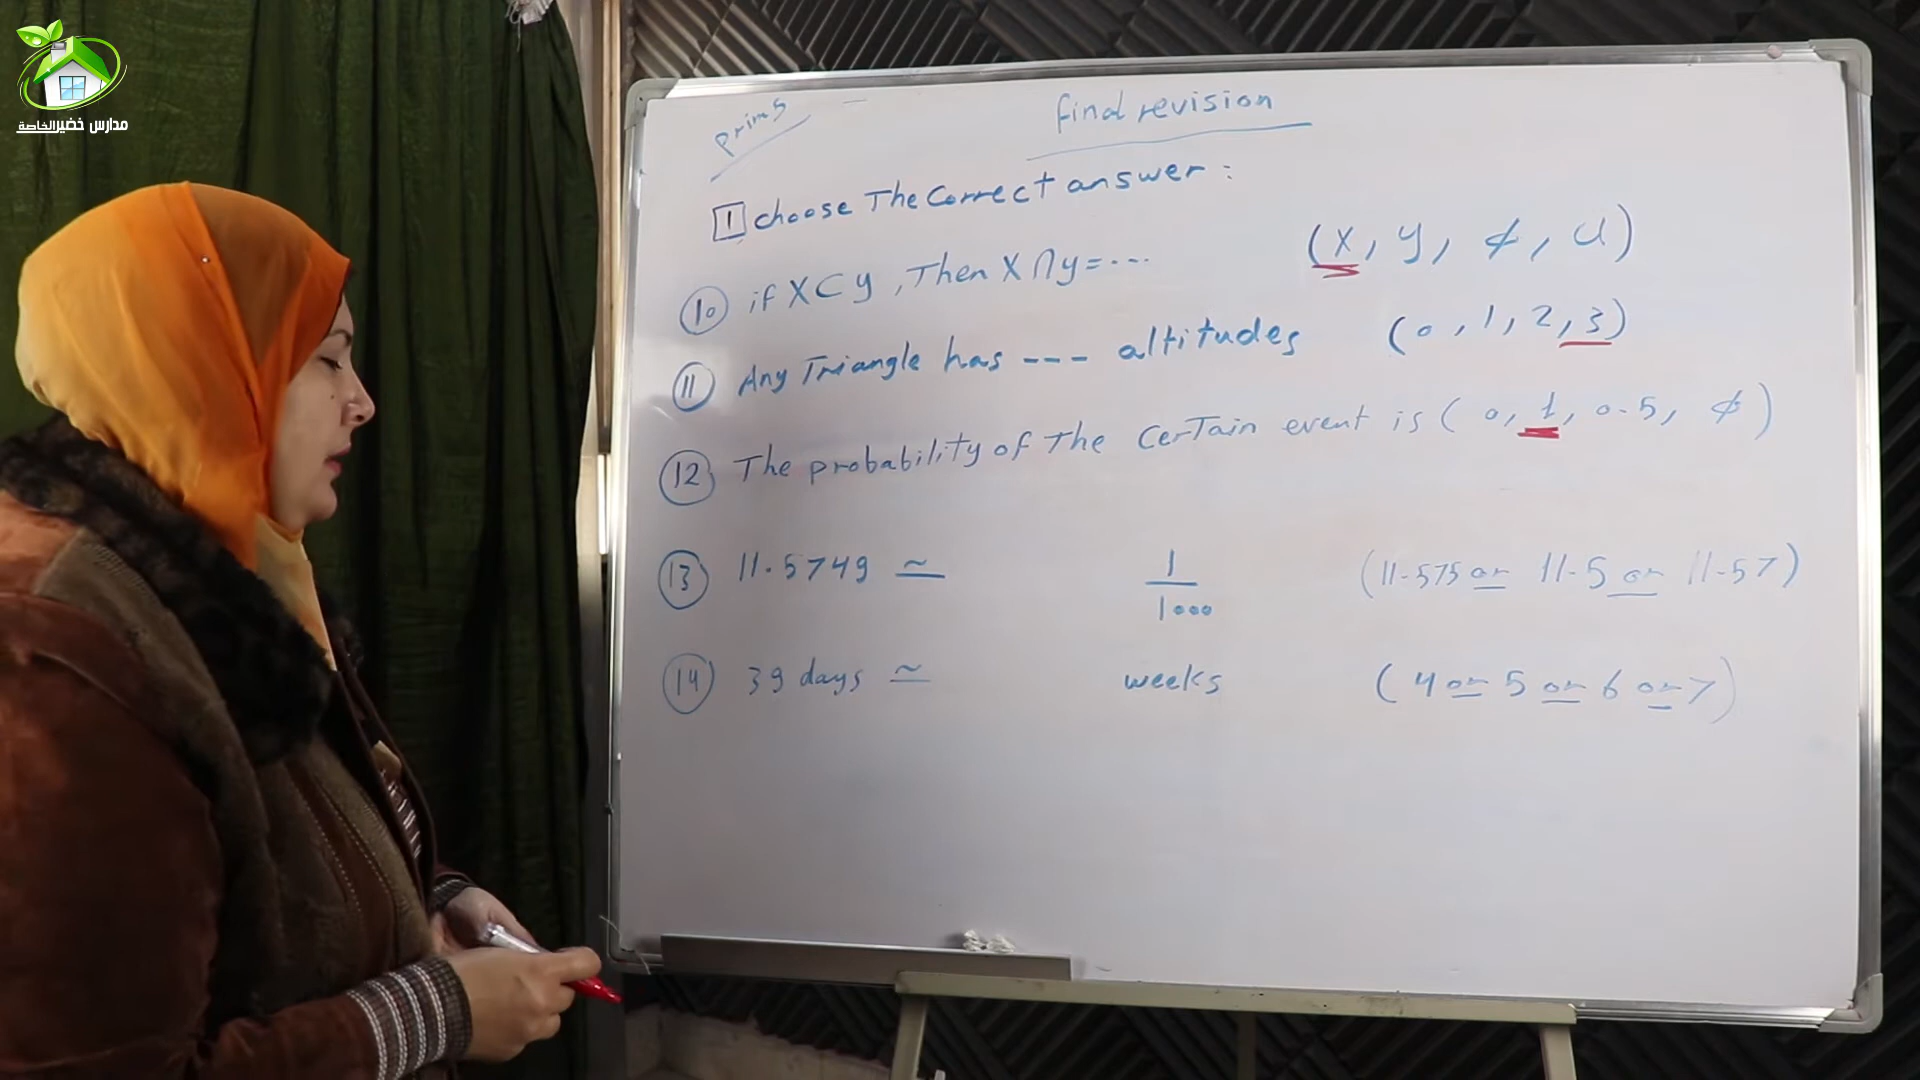 مدارس خضير الخاصة
prim 5
final revision
1 choose The Correct answer :
10 if X ⊂ y , Then X ∩ y = ... (X, y, ∅, U)
11 Any Triangle has --- altitudes (0, 1, 2, 3)
12 The probability of The Certain event is (0, 1, 0.5, ∅)
13 11.5749 ≃ 1/1000 (11.575 or 11.5 or 11.57)
14 39 days ≃ weeks (4 or 5 or 6 or 7)